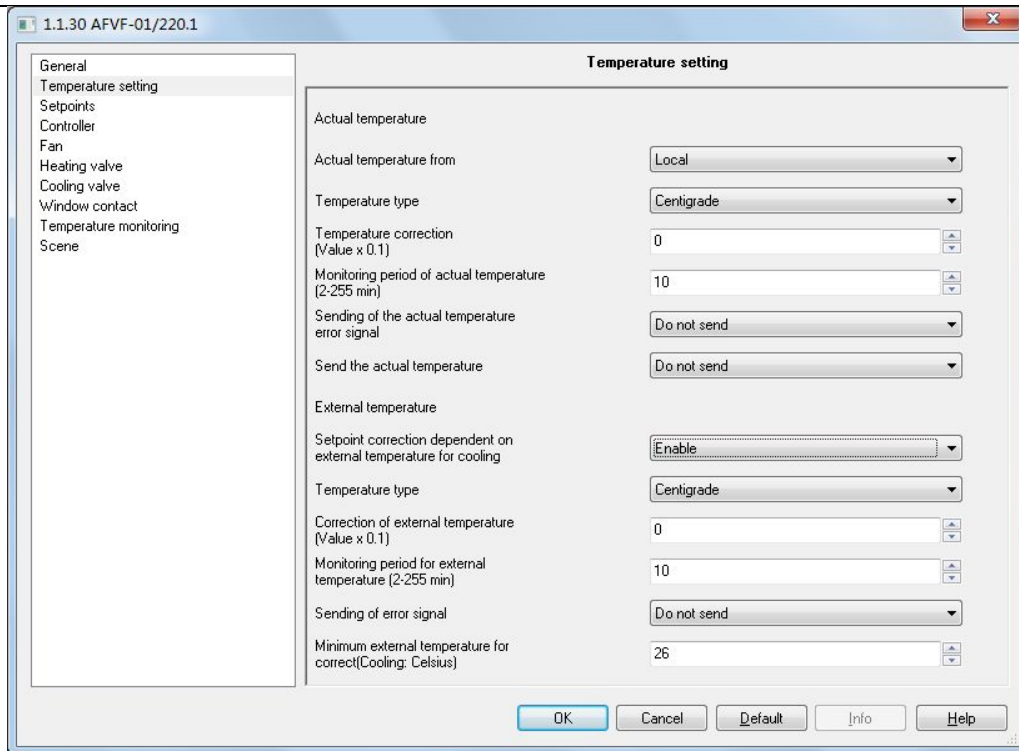 1.1.30 AFVF-01/220.1
General
Temperature setting
Setpoints
Controller
Fan
Heating valve
Cooling valve
Window contact
Temperature monitoring
Scene
Temperature setting
Actual temperature
Actual temperature from
Local
Temperature type
Centigrade
Temperature correction
(Value x 0.1)
0
Monitoring period of actual temperature
(2-255 min)
10
Sending of the actual temperature
error signal
Do not send
Send the actual temperature
Do not send
External temperature
Setpoint correction dependent on
external temperature for cooling
Enable
Temperature type
Centigrade
Correction of external temperature
(Value x 0.1)
0
Monitoring period for external
temperature (2-255 min)
10
Sending of error signal
Do not send
Minimum external temperature for
correct(Cooling: Celsius)
26
OK
Cancel
Default
Info
Help